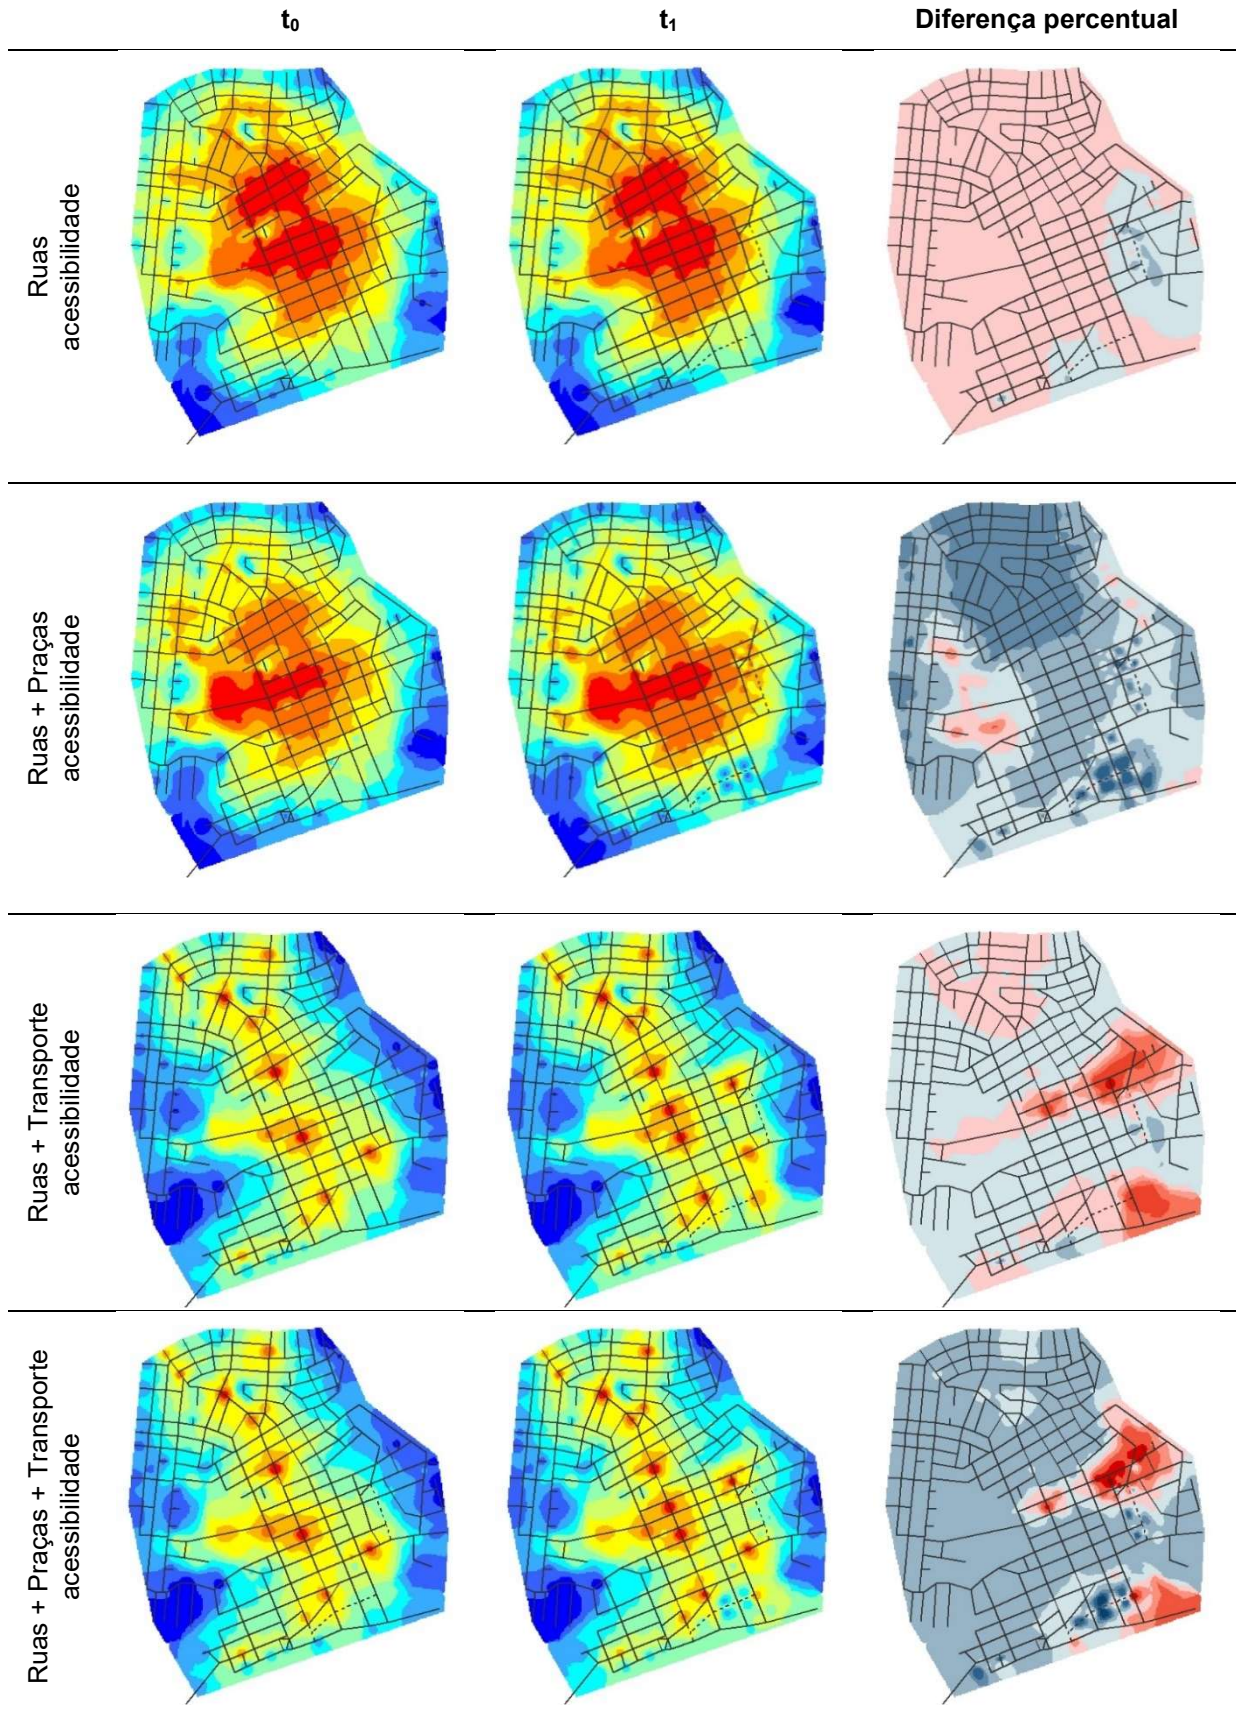 t₀ t₁ Diferença percentual
Ruas
acessibilidade
Ruas + Praças
acessibilidade
Ruas + Transporte
acessibilidade
Ruas + Praças + Transporte
acessibilidade